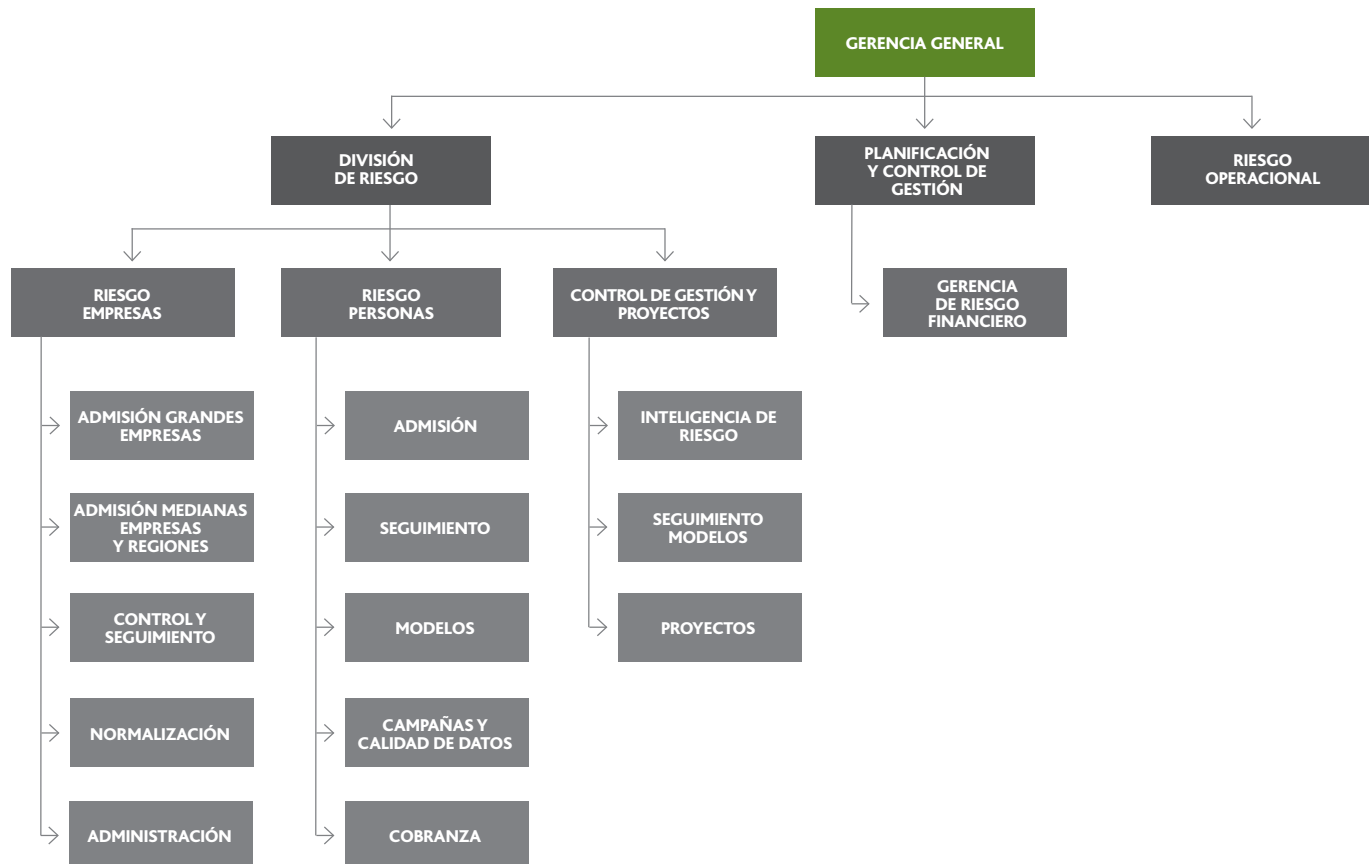 GERENCIA GENERAL
DIVISIÓN
DE RIESGO
PLANIFICACIÓN
Y CONTROL DE
GESTIÓN
RIESGO
OPERACIONAL
RIESGO
EMPRESAS
RIESGO
PERSONAS
CONTROL DE GESTIÓN Y
PROYECTOS
GERENCIA
DE RIESGO
FINANCIERO
ADMISIÓN GRANDES
EMPRESAS
ADMISIÓN MEDIANAS
EMPRESAS
Y REGIONES
CONTROL Y
SEGUIMIENTO
NORMALIZACIÓN
ADMINISTRACIÓN
ADMISIÓN
SEGUIMIENTO
MODELOS
CAMPAÑAS Y
CALIDAD DE DATOS
COBRANZA
INTELIGENCIA DE
RIESGO
SEGUIMIENTO
MODELOS
PROYECTOS